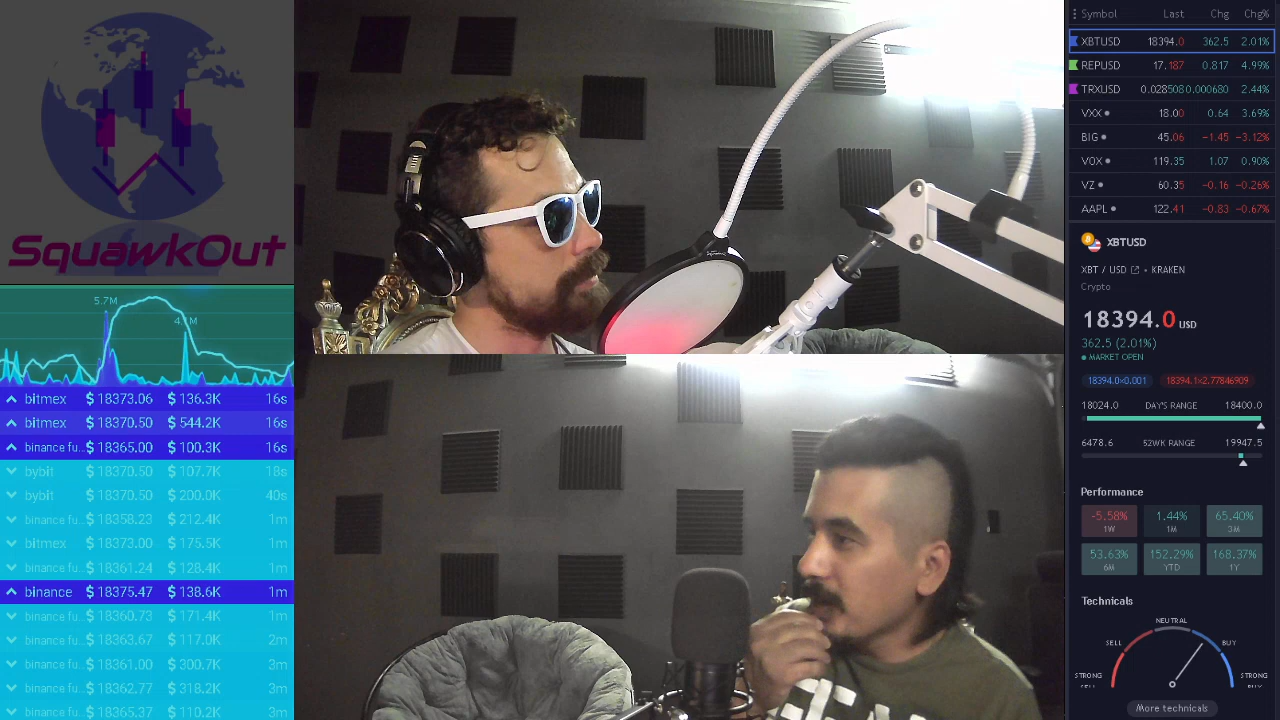 SquawkOut
5.7M
bitmex $ 18373.06 $ 136.3K 16s
bitmex $ 18370.50 $ 544.2K 16s
binance fu.. $ 18365.00 $ 100.3K 16s
bybit $ 18370.50 $ 107.7K 18s
bybit $ 18370.50 $ 200.0K 40s
binance fu.. $ 18358.23 $ 212.4K 1m
bitmex $ 18373.00 $ 175.5K 1m
binance fu.. $ 18361.24 $ 128.4K 1m
binance $ 18375.47 $ 138.6K 1m
binance fu.. $ 18360.73 $ 171.4K 1m
binance fu.. $ 18363.67 $ 117.0K 2m
binance fu.. $ 18361.00 $ 300.7K 3m
binance fu.. $ 18362.77 $ 318.2K 3m
binance fu.. $ 18365.37 $ 110.2K 3m
Symbol Last Chg Chg%
XBTUSD 18394.0 362.5 2.01%
REPUSD 17.187 0.817 4.99%
TRXUSD 0.028508 0.000680 2.44%
VXX 18.00 0.64 3.69%
BIG 45.06 -1.45 -3.12%
VOX 119.35 1.07 0.90%
VZ 60.35 -0.16 -0.26%
AAPL 122.41 -0.83 -0.67%
XBTUSD
XBT / USD • KRAKEN
Crypto
18394.0 USD
362.5 (2.01%)
MARKET OPEN
18394.0×0.001 18394.1×2.77846909
18024.0 DAY'S RANGE 18400.0
6478.6 52WK RANGE 19947.5
Performance
-5.58% 1.44% 65.40%
1W 1M 3M
53.63% 152.29% 168.37%
6M YTD 1Y
Technicals
NEUTRAL
SELL BUY
STRONG STRONG
More technicals